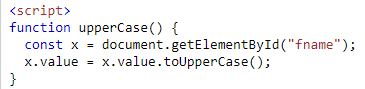 <script>
function upperCase() {
  const x = document.getElementById("fname");
  x.value = x.value.toUpperCase();
}